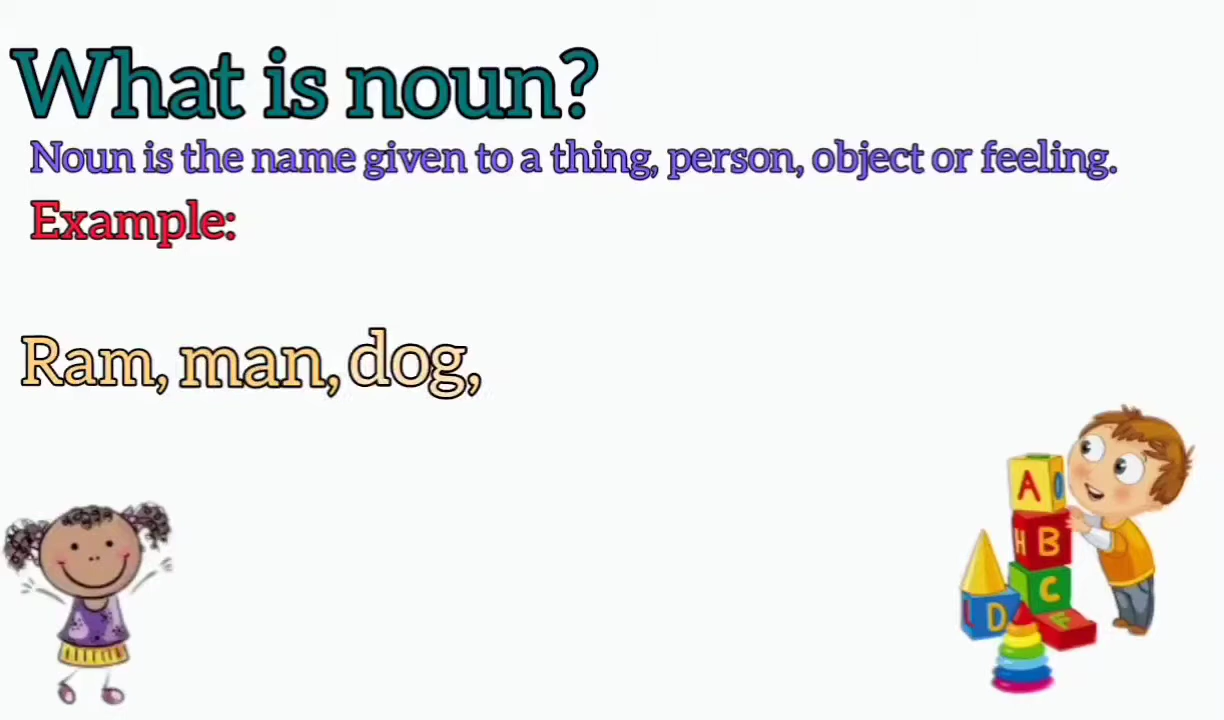 What is noun?
Noun is the name given to a thing, person, object or feeling.
Example:
Ram, man, dog,
A
H B
C
L D F